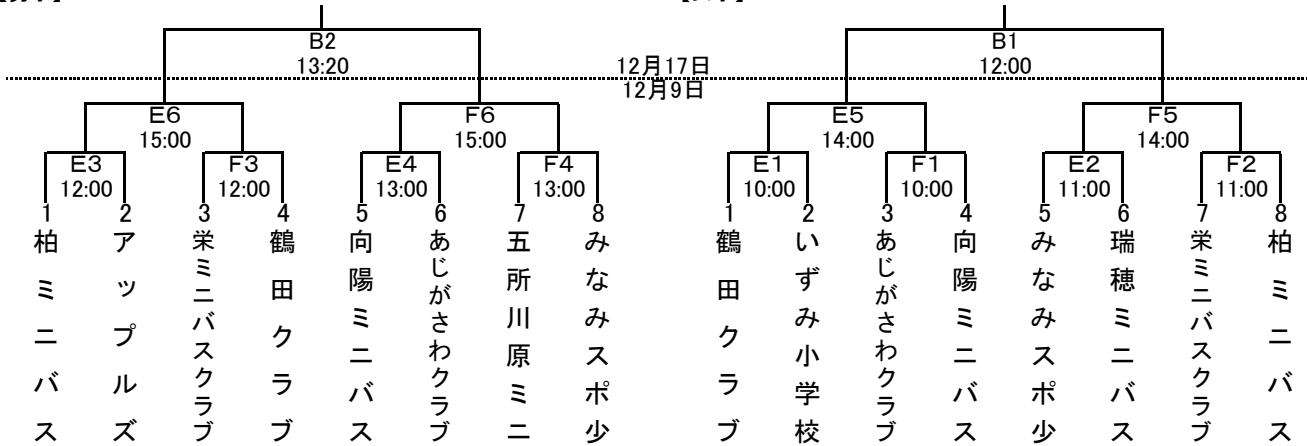 B2
13:20
B1
12:00
12月17日
12月9日
E6
15:00
F6
15:00
E5
14:00
F5
14:00
E3
12:00
F3
12:00
E4
13:00
F4
13:00
E1
10:00
F1
10:00
E2
11:00
F2
11:00
1
柏ミニバス
2
アップルズ
3
栄ミニバスクラブ
4
鶴田クラブ
5
向陽ミニバス
6
あじがさわクラブ
7
五所川原ミニ
8
みなみスポ少
1
鶴田クラブ
2
いずみ小学校
3
あじがさわクラブ
4
向陽ミニバス
5
みなみスポ少
6
瑞穂ミニバス
7
栄ミニバスクラブ
8
柏ミニバス